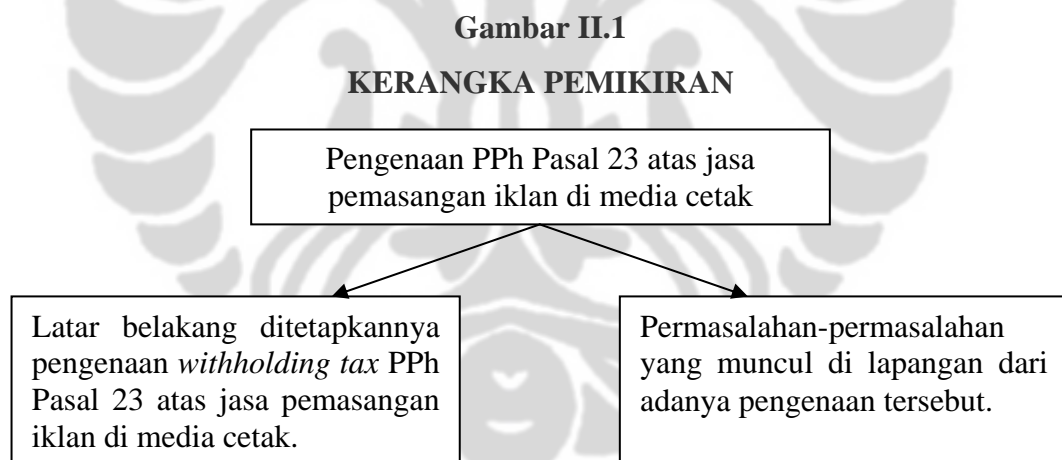 Gambar II.1
KERANGKA PEMIKIRAN
Pengenaan PPh Pasal 23 atas jasa
pemasangan iklan di media cetak
Latar belakang ditetapkannya
pengenaan withholding tax PPh
Pasal 23 atas jasa pemasangan
iklan di media cetak.
Permasalahan-permasalahan
yang muncul di lapangan dari
adanya pengenaan tersebut.